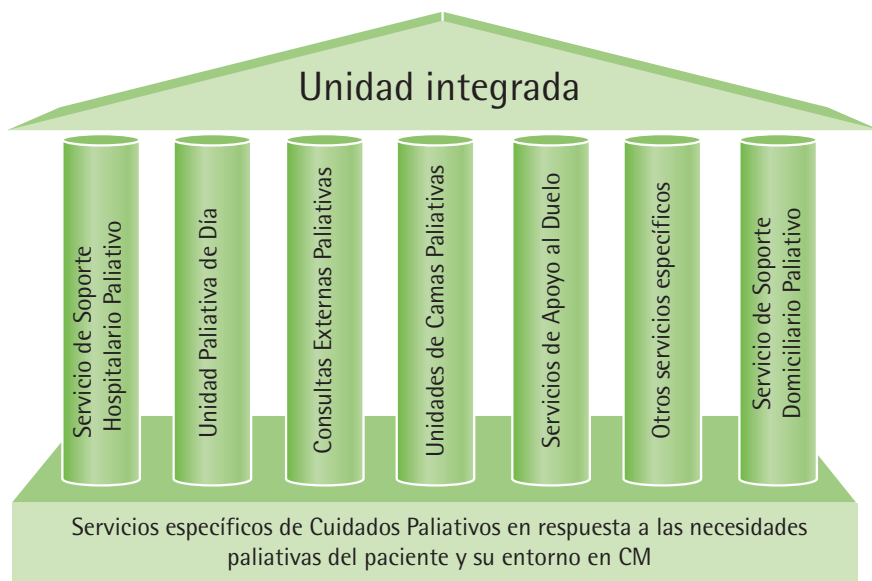 Unidad integrada
Servicio de Soporte
Hospitalario Paliativo
Unidad Paliativa de Día
Consultas Externas Paliativas
Unidades de Camas Paliativas
Servicios de Apoyo al Duelo
Otros servicios específicos
Servicio de Soporte
Domiciliario Paliativo
Servicios específicos de Cuidados Paliativos en respuesta a las necesidades
paliativas del paciente y su entorno en CM